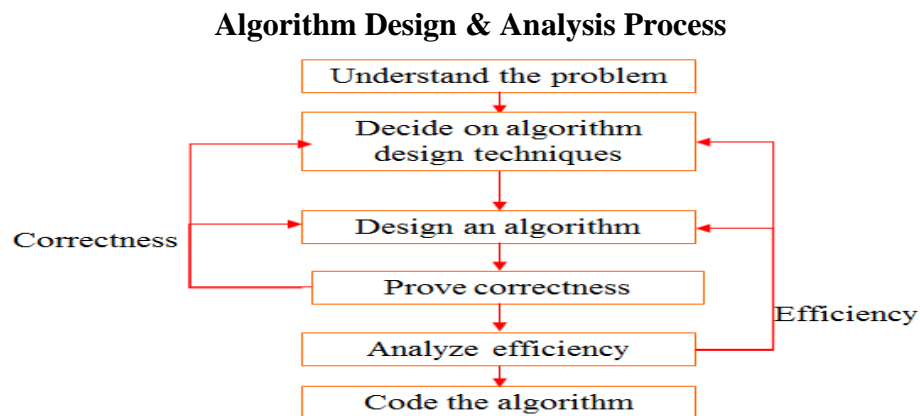 Algorithm Design & Analysis Process
Understand the problem
Decide on algorithm
design techniques
Design an algorithm
Correctness
Prove correctness
Efficiency
Analyze efficiency
Code the algorithm